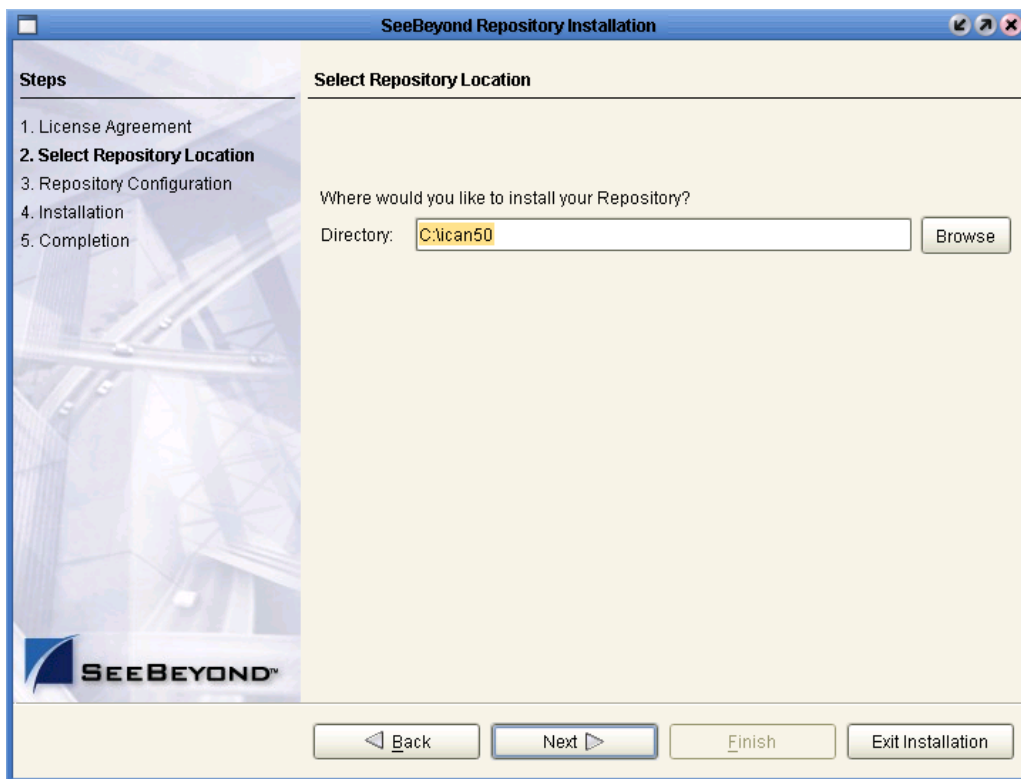 SeeBeyond Repository Installation
Steps
1. License Agreement
2. Select Repository Location
3. Repository Configuration
4. Installation
5. Completion
Select Repository Location
Where would you like to install your Repository?
Directory: C:\ican50 Browse
SEEBEYOND™
Back Next Finish Exit Installation